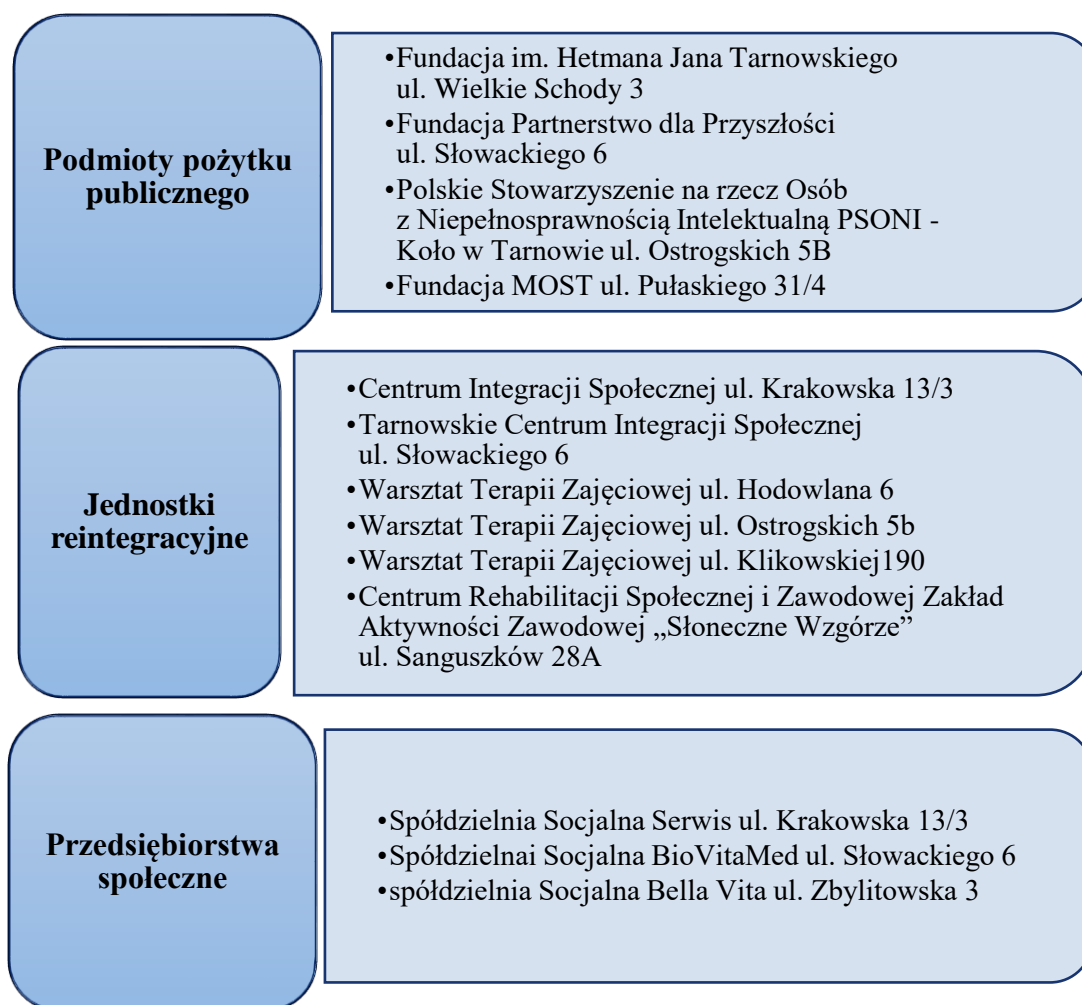 Podmioty pożytku
publicznego
•Fundacja im. Hetmana Jana Tarnowskiego
ul. Wielkie Schody 3
•Fundacja Partnerstwo dla Przyszłości
ul. Słowackiego 6
•Polskie Stowarzyszenie na rzecz Osób
z Niepełnosprawnością Intelektualną PSONI -
Koło w Tarnowie ul. Ostrogskich 5B
•Fundacja MOST ul. Pułaskiego 31/4
Jednostki
reintegracyjne
•Centrum Integracji Społecznej ul. Krakowska 13/3
•Tarnowskie Centrum Integracji Społecznej
ul. Słowackiego 6
•Warsztat Terapii Zajęciowej ul. Hodowlana 6
•Warsztat Terapii Zajęciowej ul. Ostrogskich 5b
•Warsztat Terapii Zajęciowej ul. Klikowskiej190
•Centrum Rehabilitacji Społecznej i Zawodowej Zakład
Aktywności Zawodowej „Słoneczne Wzgórze”
ul. Sanguszków 28A
Przedsiębiorstwa
społeczne
•Spółdzielnia Socjalna Serwis ul. Krakowska 13/3
•Spółdzielnai Socjalna BioVitaMed ul. Słowackiego 6
•spółdzielnia Socjalna Bella Vita ul. Zbylitowska 3